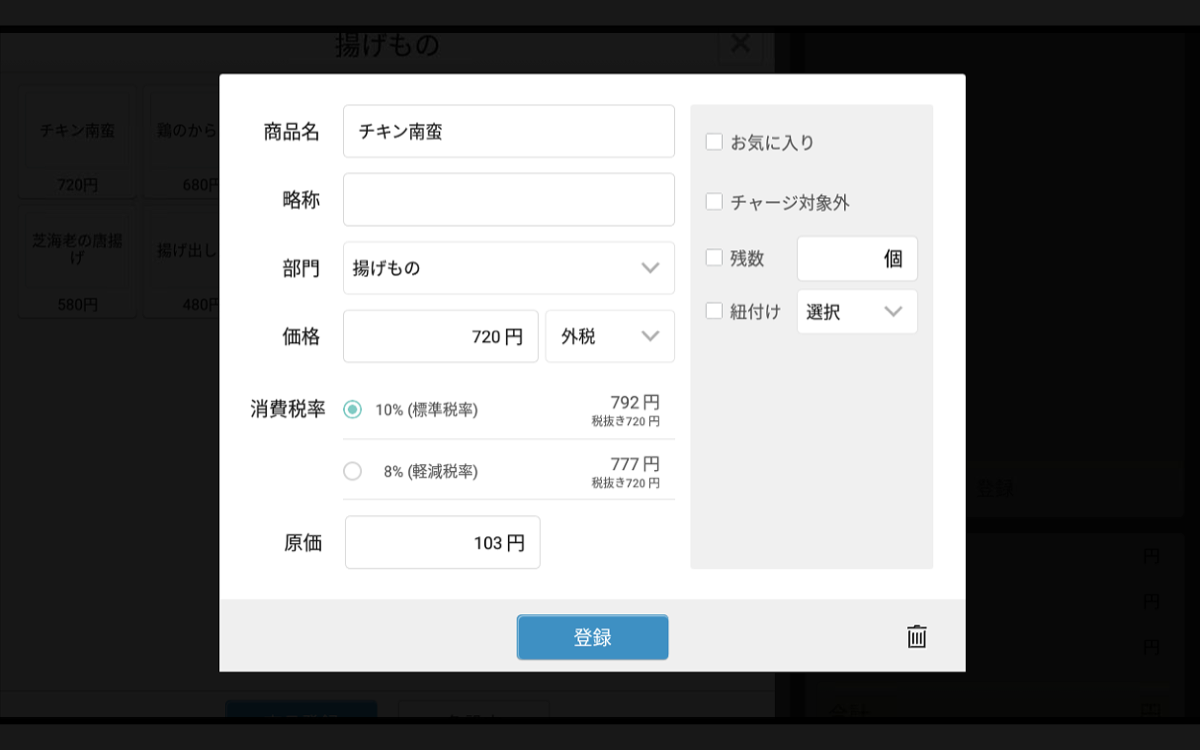 揚げもの
チキン南蛮
鶏のから
720円
680円
芝海老の唐揚
げ
揚げ出し
580円
480円
商品名
チキン南蛮
略称
部門
揚げもの
価格
720 円
外税
消費税率
10% (標準税率)
792 円
税抜き720 円
8% (軽減税率)
777 円
税抜き720 円
原価
103 円
お気に入り
チャージ対象外
残数
個
紐付け
選択
登録
登録
円
円
円
合計
円